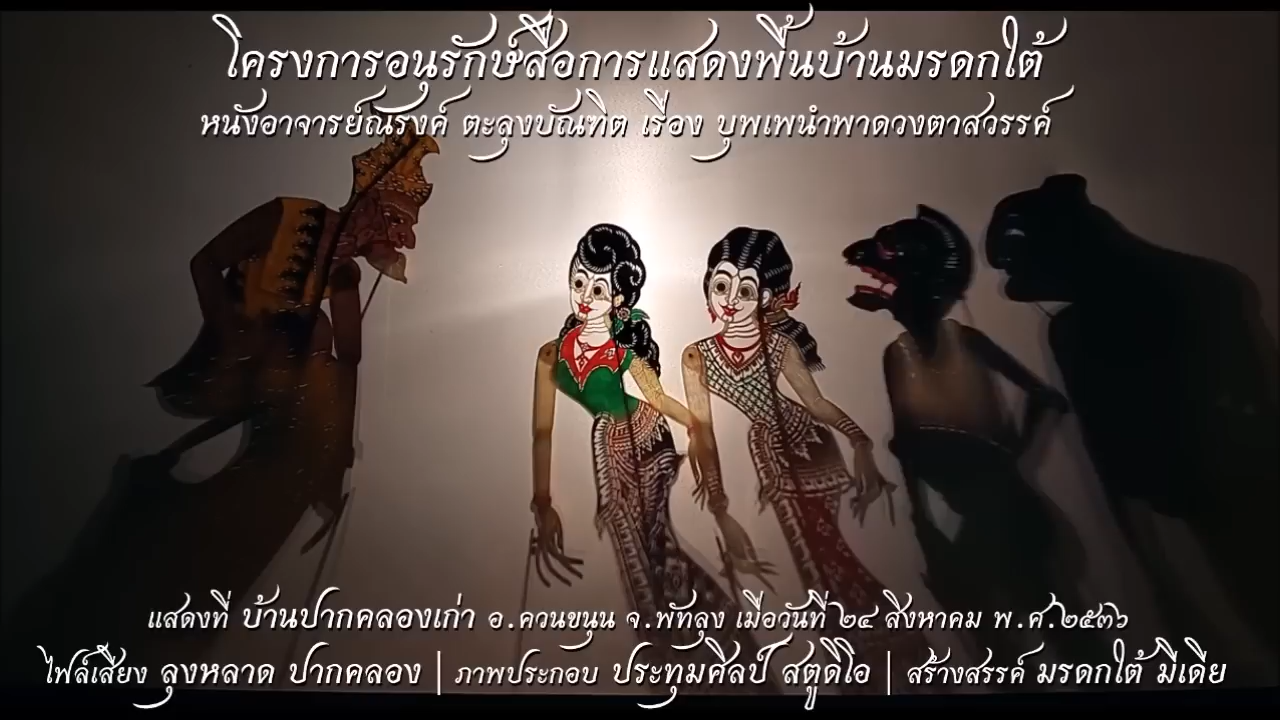 โครงการอนุรักษ์สื่อการแสดงพื้นบ้านมรดกใต้
หนังอาจารย์ณรงค์ ตะลุงบัณฑิต เรื่อง บุพเพนำพาดวงตาสวรรค์
แสดงที่ บ้านปากคลองเก่า อ.ควนขนุน จ.พัทลุง เมื่อวันที่ ๒๔ สิงหาคม พ.ศ.๒๕๓๖
ไฟล์เสียง ลุงหลาด ปากคลอง | ภาพประกอบ ประทุมศิลป์ สตูดิโอ | สร้างสรรค์ มรดกใต้ มีเดีย